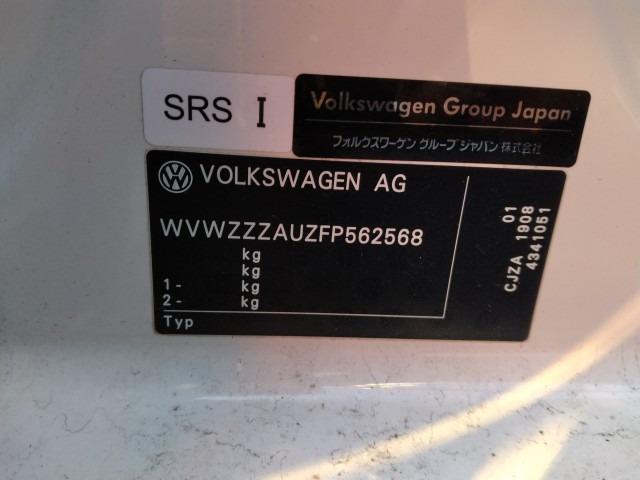 SRS I
Volkswagen Group Japan
フォルクスワーゲン グループ ジャパン 株式会社
VOLKSWAGEN AG
WVWZZZAUZFP562568
kg
kg
1- kg
2- kg
Typ
01
CJZA 1908
4341051